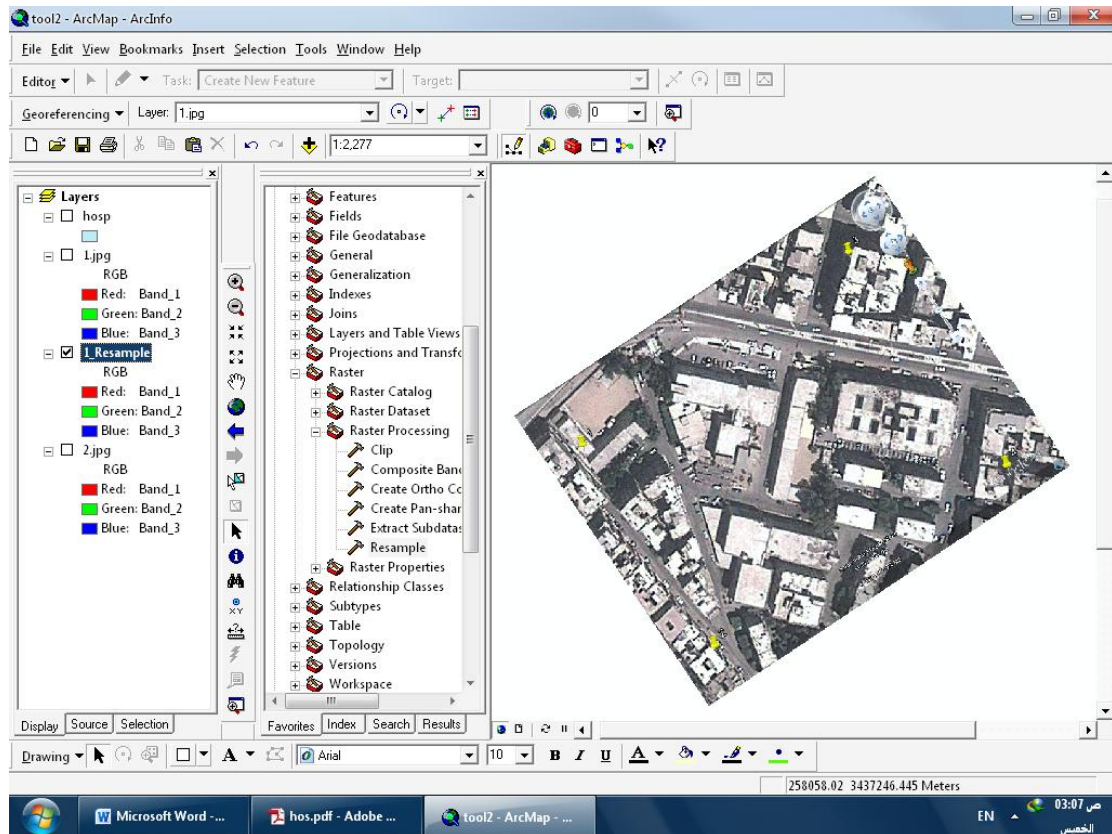 tool2 - ArcMap - ArcInfo
File Edit View Bookmarks Insert Selection Tools Window Help
Editor Task: Create New Feature Target:
Georeferencing Layer: 1.jpg 0
1:2,277
Layers
hosp
1.jpg
RGB
Red: Band_1
Green: Band_2
Blue: Band_3
1_Resample
RGB
Red: Band_1
Green: Band_2
Blue: Band_3
2.jpg
RGB
Red: Band_1
Green: Band_2
Blue: Band_3
Display Source Selection
XY
Features
Fields
File Geodatabase
General
Generalization
Indexes
Joins
Layers and Table Views
Projections and Transfo
Raster
Raster Catalog
Raster Dataset
Raster Processing
Clip
Composite Banc
Create Ortho Cc
Create Pan-shar
Extract Subdatas
Resample
Raster Properties
Relationship Classes
Subtypes
Table
Topology
Versions
Workspace
Favorites Index Search Results
Drawing A Arial 10 B I U A
258058.02 3437246.445 Meters
Microsoft Word -... hos.pdf - Adobe ... tool2 - ArcMap - ... EN 03:07 ص
الخميس